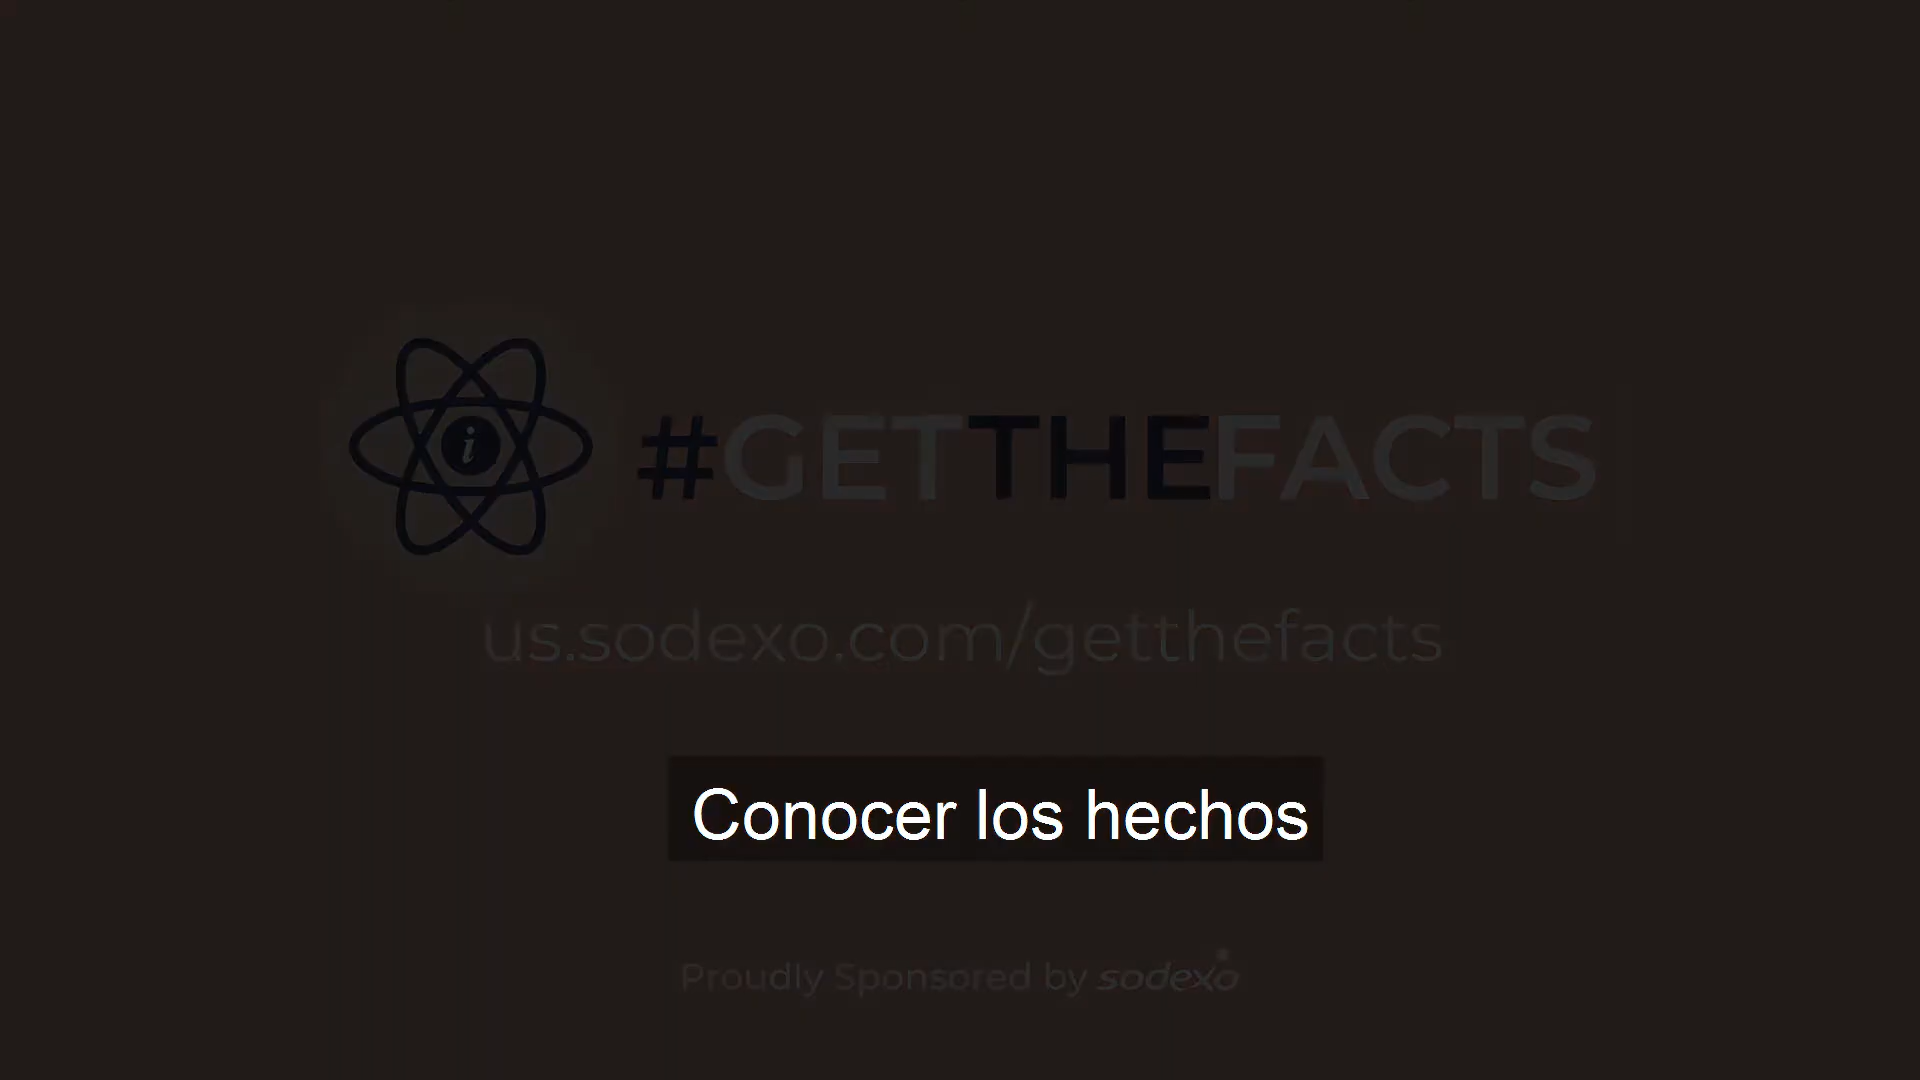 i
#GETTHEFACTS
us.sodexo.com/getthefacts
Conocer los hechos
Proudly Sponsored by sodexo